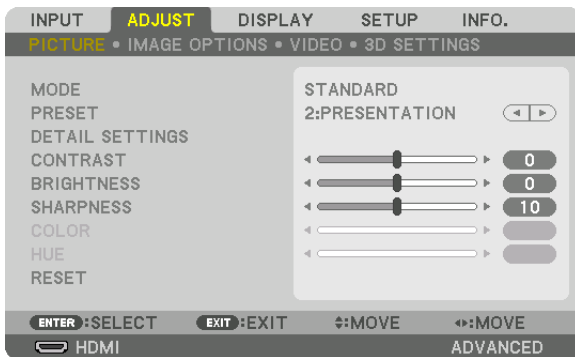 INPUT ADJUST DISPLAY SETUP INFO.
PICTURE • IMAGE OPTIONS • VIDEO • 3D SETTINGS
MODE STANDARD
PRESET 2:PRESENTATION
DETAIL SETTINGS
CONTRAST 0
BRIGHTNESS 0
SHARPNESS 10
COLOR
HUE
RESET
ENTER :SELECT EXIT :EXIT :MOVE :MOVE
HDMI ADVANCED